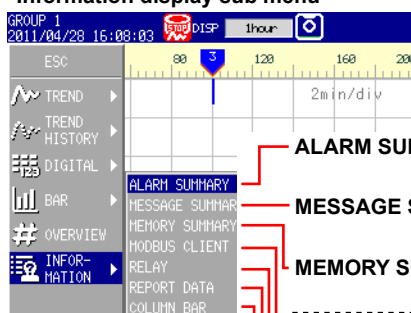 Information display sub menu
GROUP 1
2011/04/28 16:08:03 STOP DISP 1hour
ESC
80 3 120 160 200
2min/div
TREND
TREND HISTORY
DIGITAL
BAR
OVERVIEW
INFOR-
MATION
ALARM SUMMARY
MESSAGE SUMMAR
MEMORY SUMMARY
MODBUS CLIENT
RELAY
REPORT DATA
COLUMN BAR
ALARM SU
MESSAGE
MEMORY S